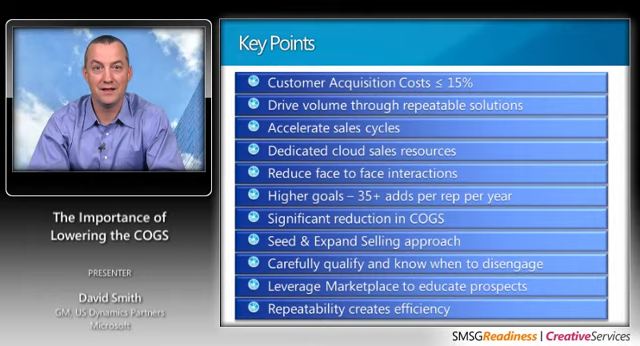 Key Points
Customer Acquisition Costs ≤ 15%
Drive volume through repeatable solutions
Accelerate sales cycles
Dedicated cloud sales resources
Reduce face to face interactions
Higher goals – 35+ adds per rep per year
Significant reduction in COGS
Seed & Expand Selling approach
Carefully qualify and know when to disengage
Leverage Marketplace to educate prospects
Repeatability creates efficiency
The Importance of
Lowering the COGS
PRESENTER
David Smith
GM, US Dynamics Partners
Microsoft
SMSGReadiness | CreativeServices